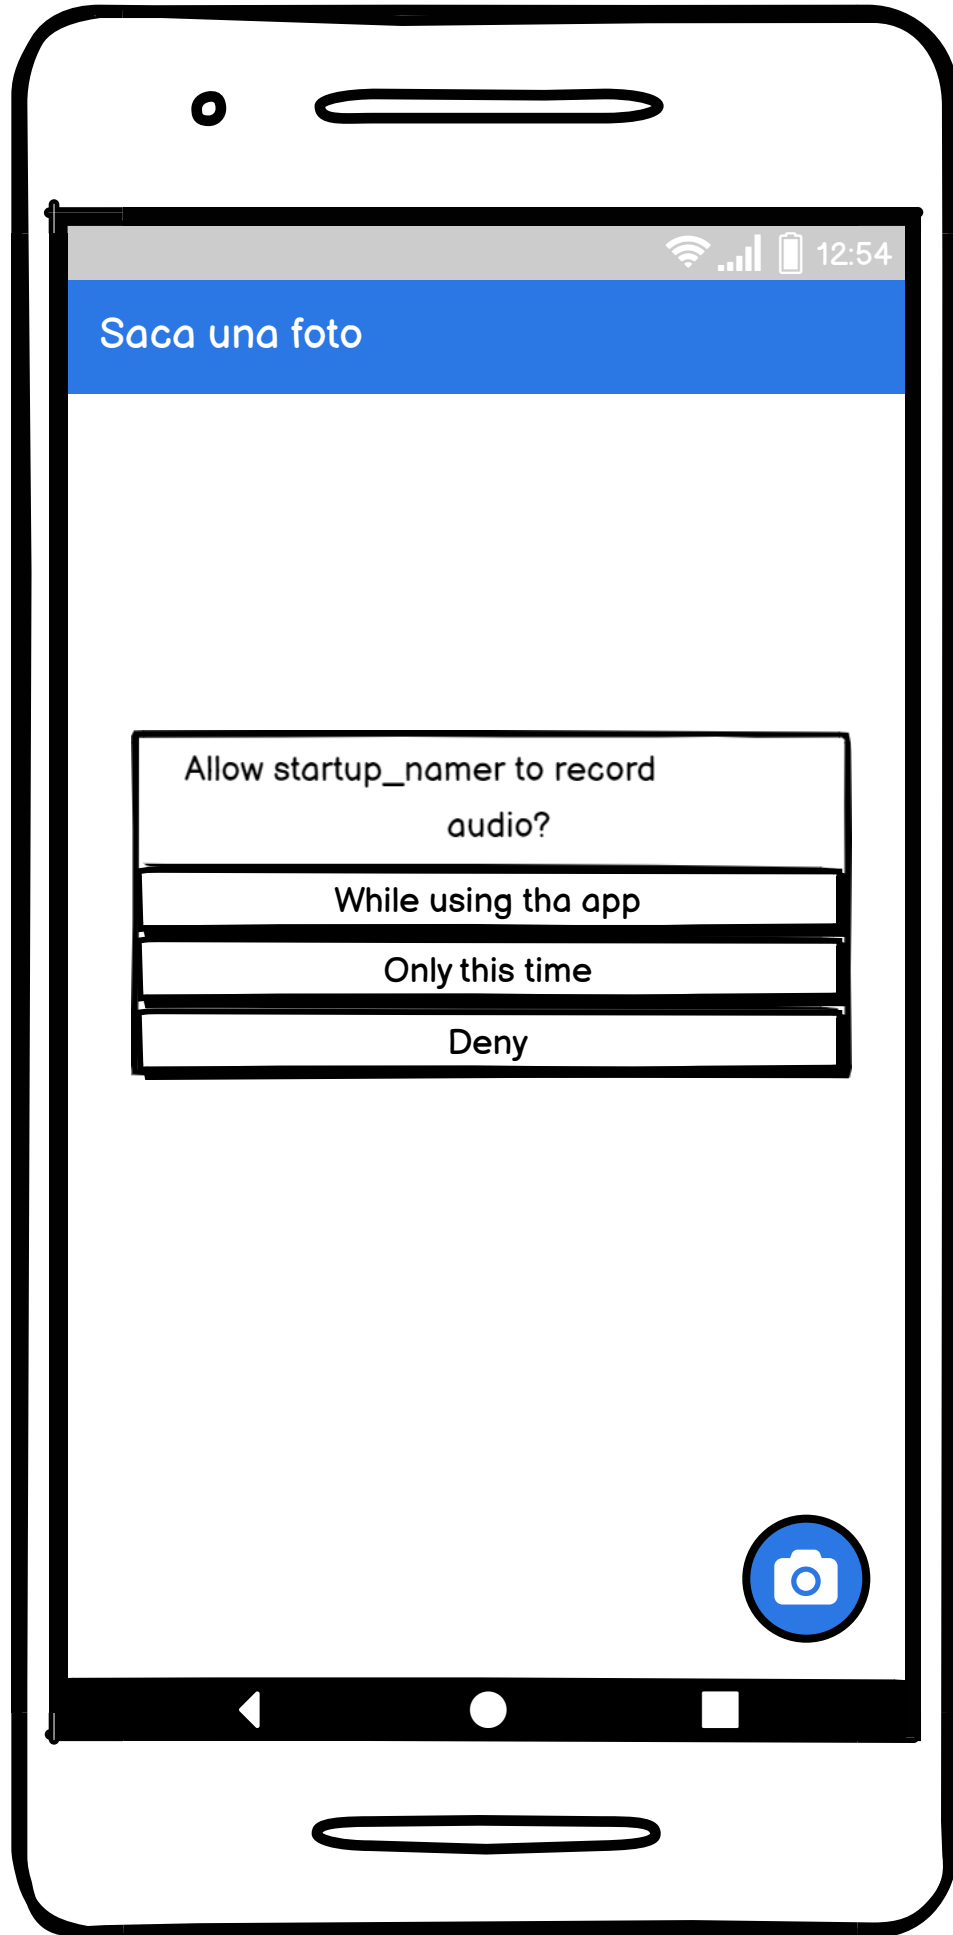 12:54
Saca una foto
Allow startup_namer to record
audio?
While using tha app
Only this time
Deny